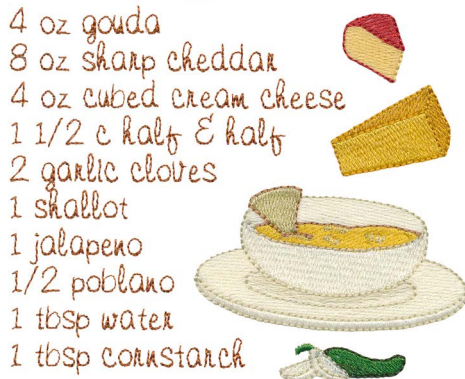 4 oz gouda
8 oz sharp cheddar
4 oz cubed cream cheese
1 1/2 c half & half
2 garlic cloves
1 shallot
1 jalapeno
1/2 poblano
1 tbsp water
1 tbsp cornstarch